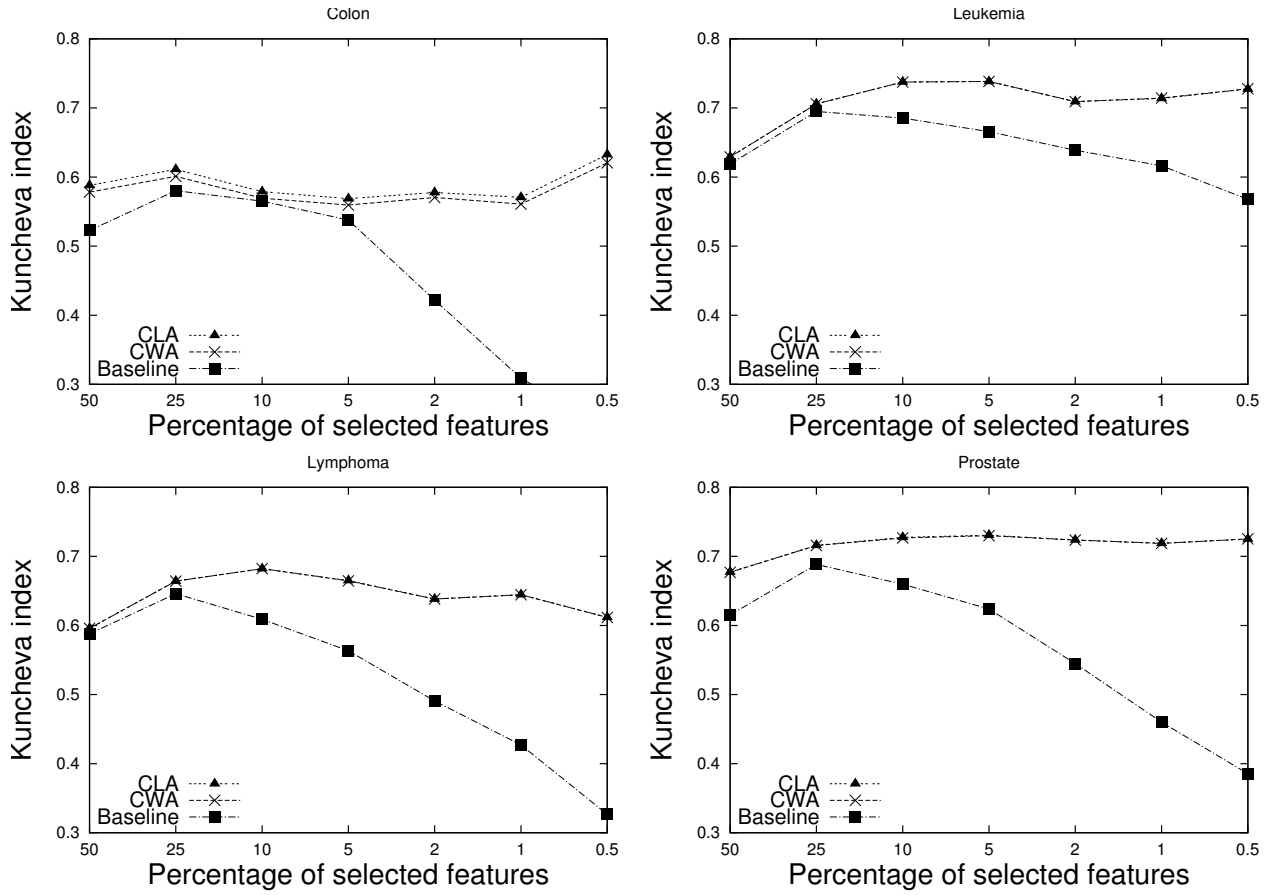 Colon
0.8
0.7
0.6
0.5
0.4
0.3
Kuncheva index
CLA
CWA
Baseline
50 25 10 5 2 1 0.5
Percentage of selected features
Leukemia
0.8
0.7
0.6
0.5
0.4
0.3
Kuncheva index
CLA
CWA
Baseline
50 25 10 5 2 1 0.5
Percentage of selected features
Lymphoma
0.8
0.7
0.6
0.5
0.4
0.3
Kuncheva index
CLA
CWA
Baseline
50 25 10 5 2 1 0.5
Percentage of selected features
Prostate
0.8
0.7
0.6
0.5
0.4
0.3
Kuncheva index
CLA
CWA
Baseline
50 25 10 5 2 1 0.5
Percentage of selected features